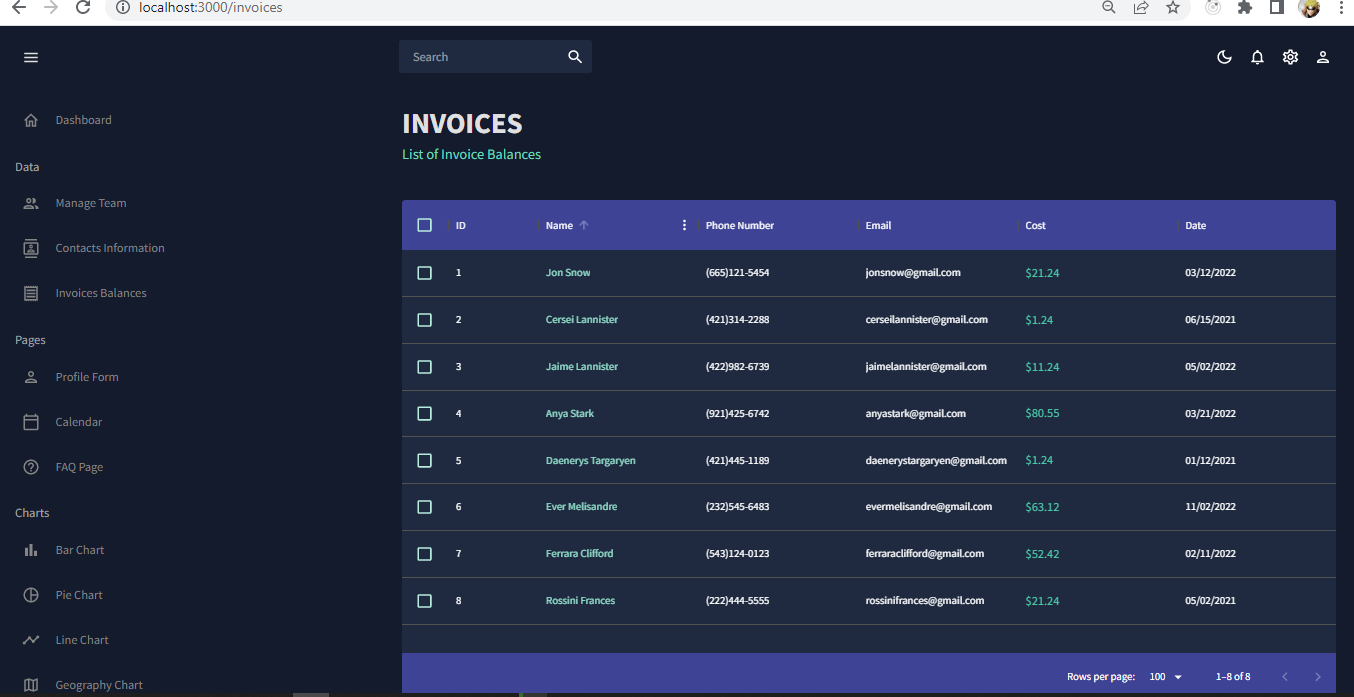 localhost:3000/invoices
Search
Dashboard
Data
Manage Team
Contacts Information
Invoices Balances
Pages
Profile Form
Calendar
FAQ Page
Charts
Bar Chart
Pie Chart
Line Chart
Geography Chart
INVOICES
List of Invoice Balances
ID Name Phone Number Email Cost Date
1 Jon Snow (665)121-5454 jonsnow@gmail.com $21.24 03/12/2022
2 Cersei Lannister (421)314-2288 cerseilannister@gmail.com $1.24 06/15/2021
3 Jaime Lannister (422)982-6739 jaimelannister@gmail.com $11.24 05/02/2022
4 Anya Stark (921)425-6742 anyastark@gmail.com $80.55 03/21/2022
5 Daenerys Targaryen (421)445-1189 daenerystargaryen@gmail.com $1.24 01/12/2021
6 Ever Melisandre (232)545-6483 evermelisandre@gmail.com $63.12 11/02/2022
7 Ferrara Clifford (543)124-0123 ferraraclifford@gmail.com $52.42 02/11/2022
8 Rossini Frances (222)444-5555 rossinifrances@gmail.com $21.24 05/02/2021
Rows per page: 100 1–8 of 8